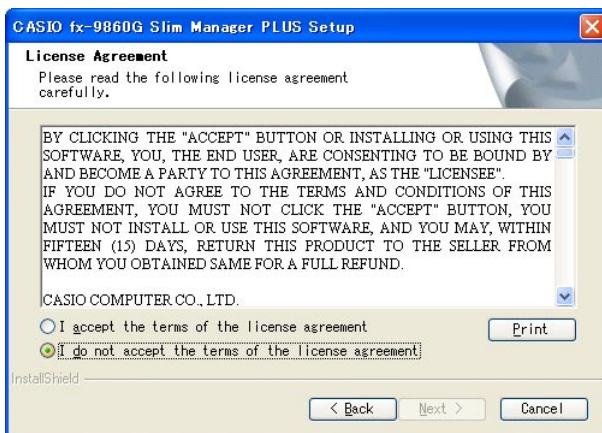 CASIO fx-9860G Slim Manager PLUS Setup
License Agreement
Please read the following license agreement
carefully.
BY CLICKING THE "ACCEPT" BUTTON OR INSTALLING OR USING THIS
SOFTWARE, YOU, THE END USER, ARE CONSENTING TO BE BOUND BY
AND BECOME A PARTY TO THIS AGREEMENT, AS THE "LICENSEE".
IF YOU DO NOT AGREE TO THE TERMS AND CONDITIONS OF THIS
AGREEMENT, YOU MUST NOT CLICK THE "ACCEPT" BUTTON, YOU
MUST NOT INSTALL OR USE THIS SOFTWARE, AND YOU MAY, WITHIN
FIFTEEN (15) DAYS, RETURN THIS PRODUCT TO THE SELLER FROM
WHOM YOU OBTAINED SAME FOR A FULL REFUND.
CASIO COMPUTER CO., LTD.
I accept the terms of the license agreement
Print
I do not accept the terms of the license agreement
InstallShield
< Back Next > Cancel